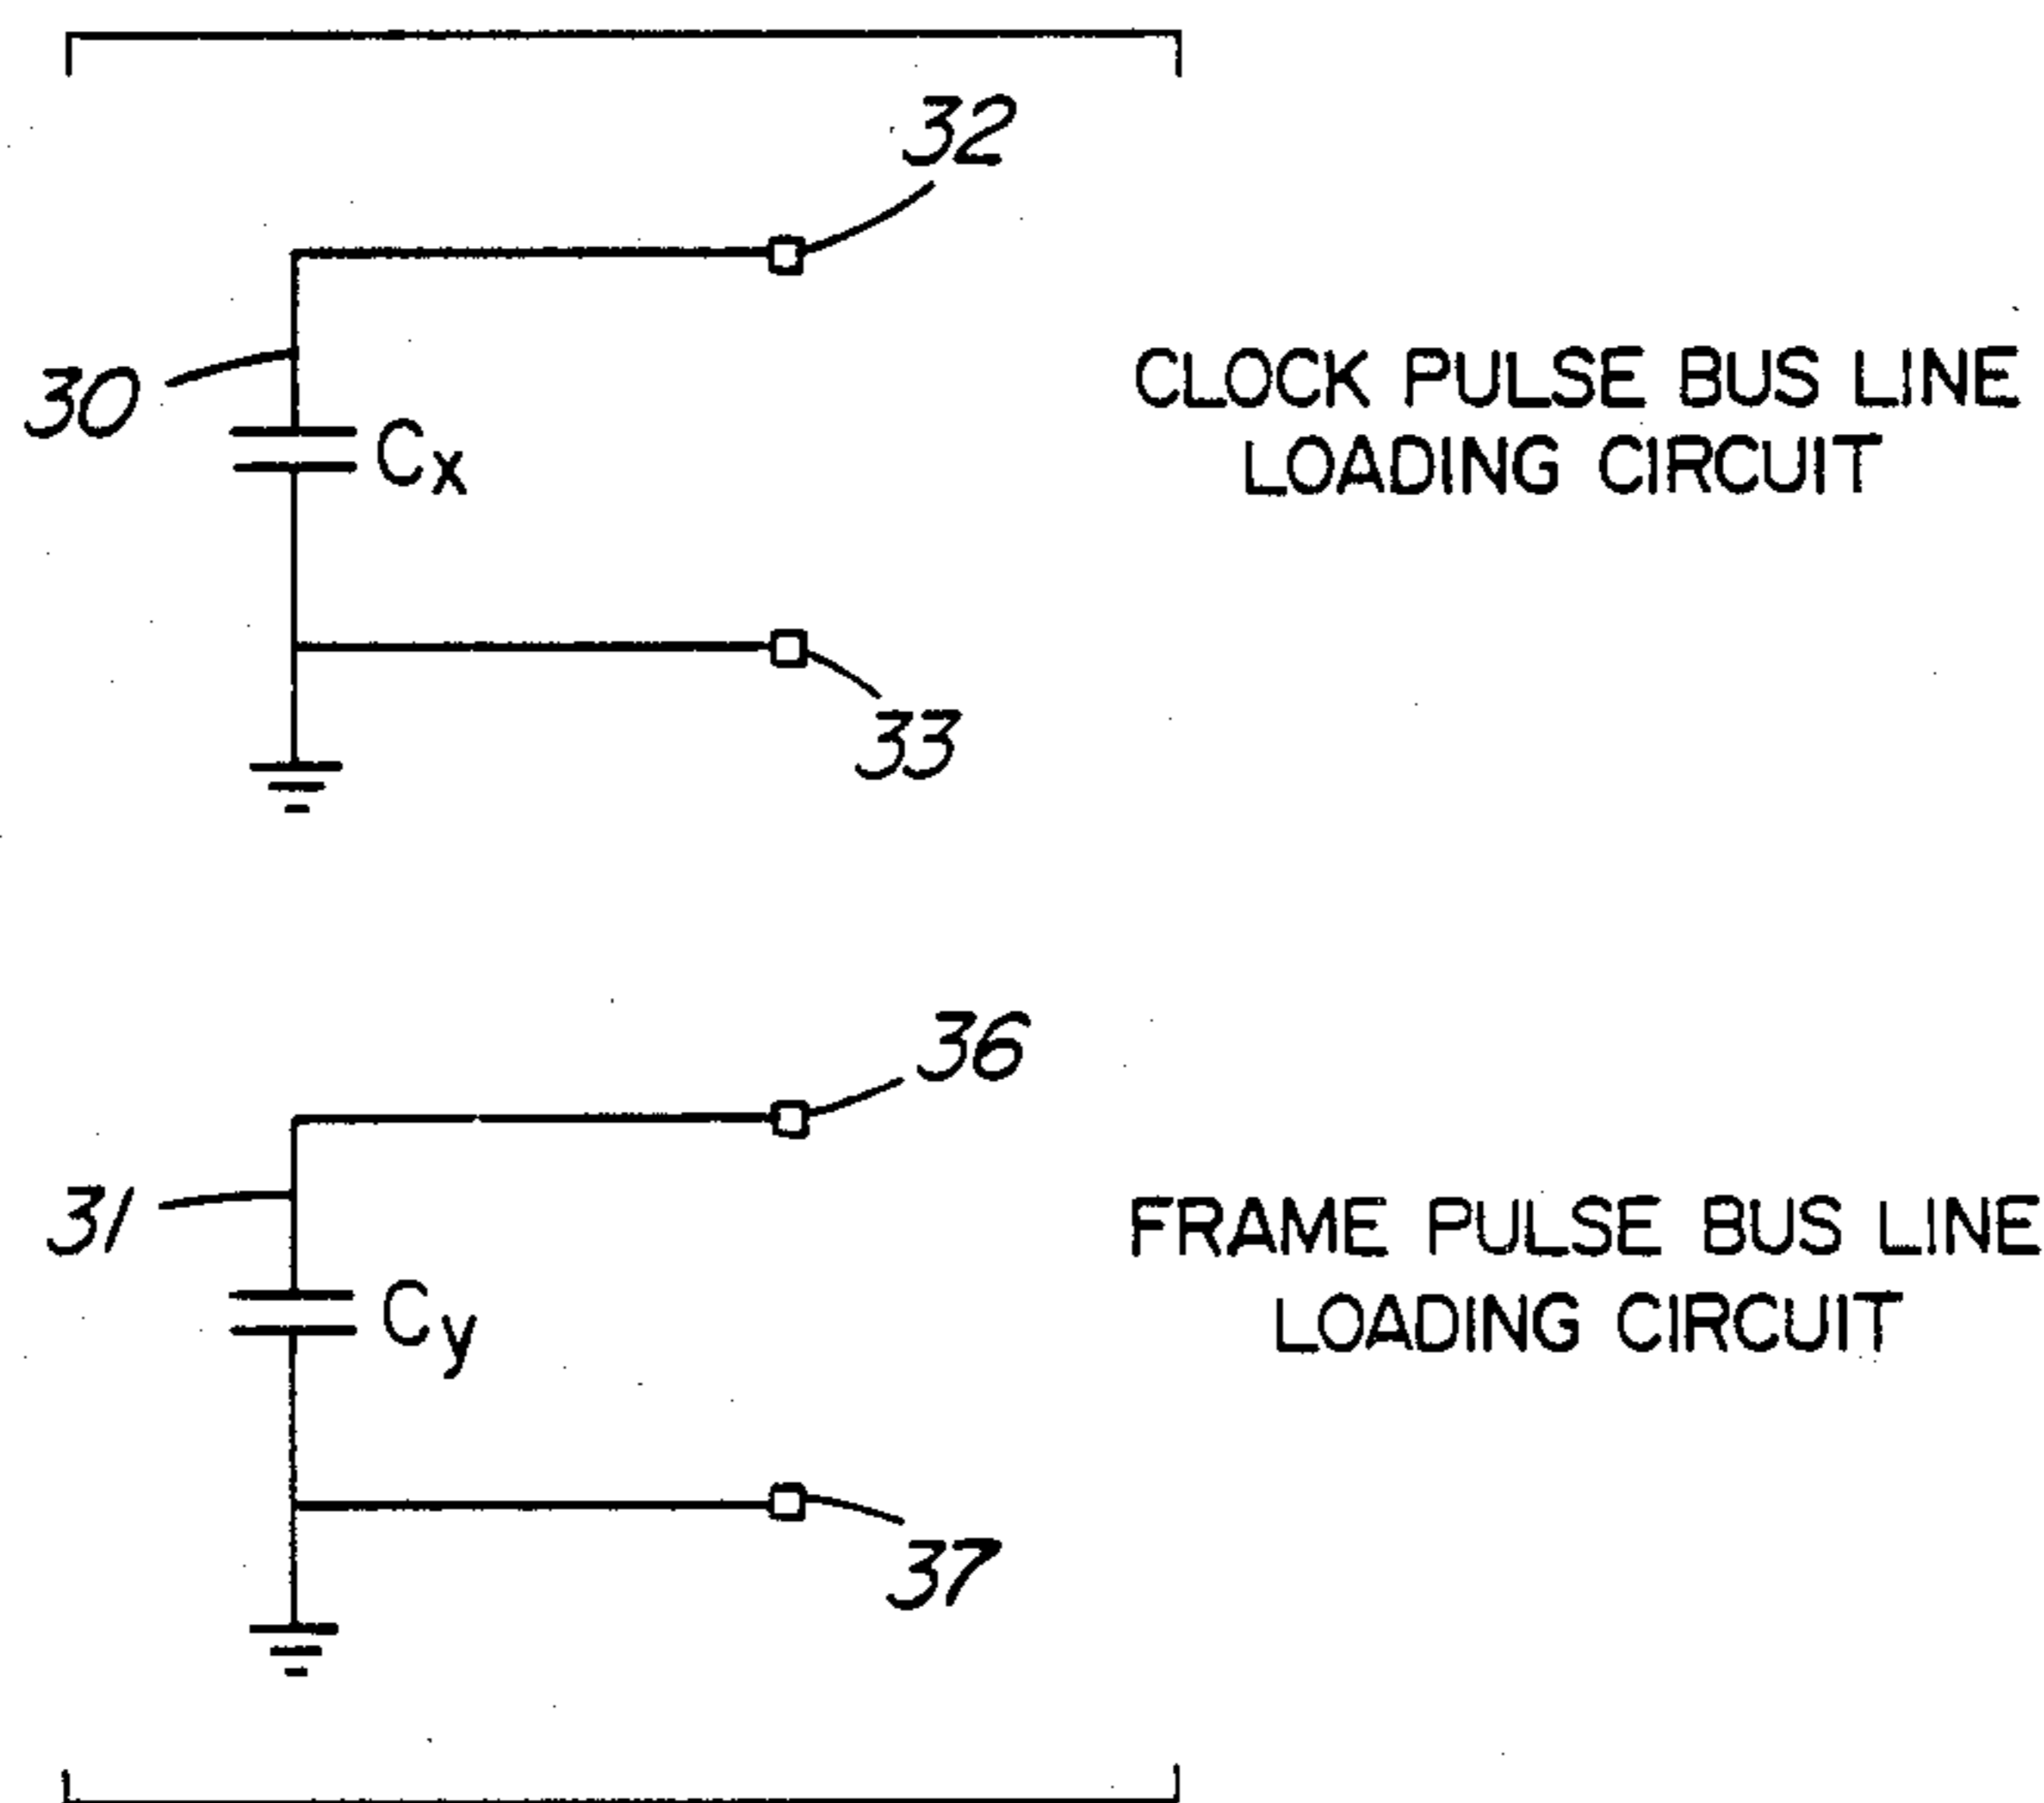 32
30
Cx
CLOCK PULSE BUS LINE
LOADING CIRCUIT
33
36
31
Cy
FRAME PULSE BUS LINE
LOADING CIRCUIT
37